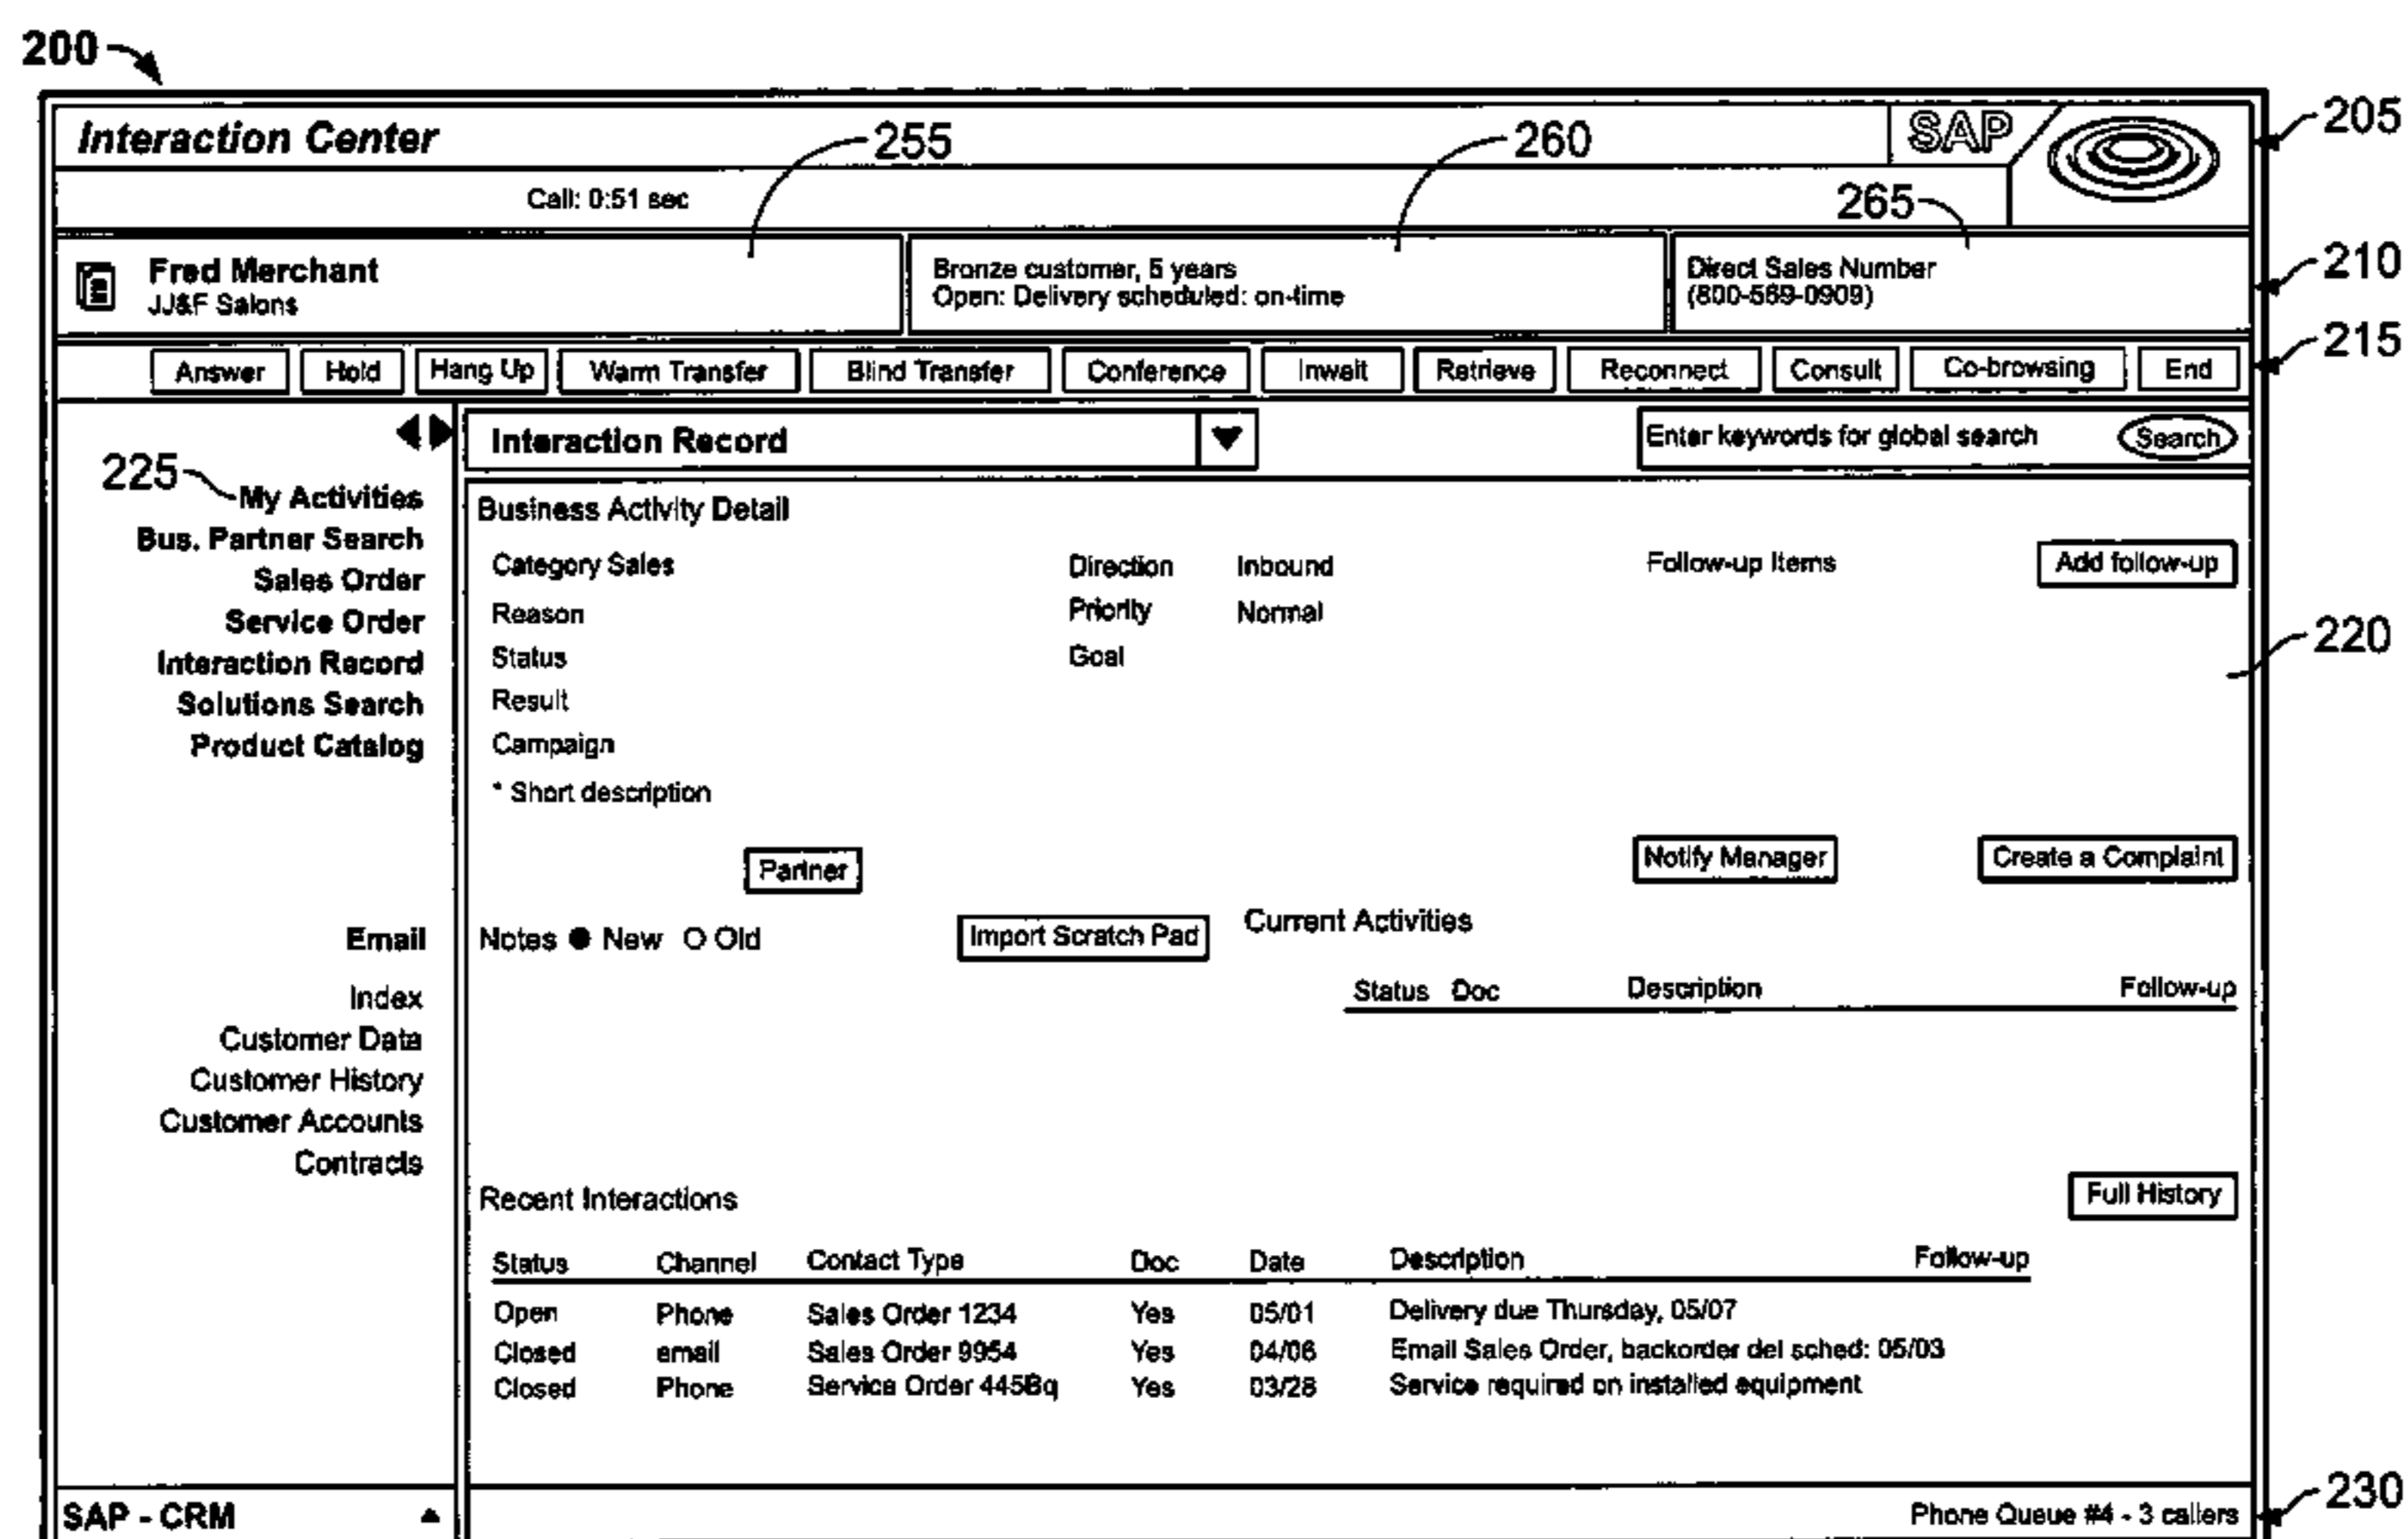 200
Interaction Center 255 260 SAP 205
Call: 0:51 sec 265
Fred Merchant Bronze customer, 5 years Direct Sales Number 210
JJ&F Salons Open: Delivery scheduled: on-time (800-569-0909)
215
Answer Hold Hang Up Warm Transfer Blind Transfer Conference Inweit Retrieve Reconnect Consult Co-browsing End
Interaction Record Enter keywords for global search Search
225
My Activities
Bus. Partner Search
Sales Order
Service Order
Interaction Record
Solutions Search
Product Catalog
Email
Index
Customer Data
Customer History
Customer Accounts
Contracts
Business Activity Detail
Category Sales Direction Inbound Follow-up Items Add follow-up
Reason Priority Normal 220
Status Goal
Result
Campaign
* Short description
Partner Notify Manager Create a Complaint
Notes New Old Import Scratch Pad Current Activities
Status Doc Description Follow-up
Recent Interactions Full History
Status Channel Contact Type Doc Date Description Follow-up
Open Phone Sales Order 1234 Yes 05/01 Delivery due Thursday, 05/07
Closed email Sales Order 9954 Yes 04/06 Email Sales Order, backorder del sched: 05/03
Closed Phone Service Order Yes 03/28 Service required on installed equipment
SAP - CRM Phone Queue #4 - 3 callers 230